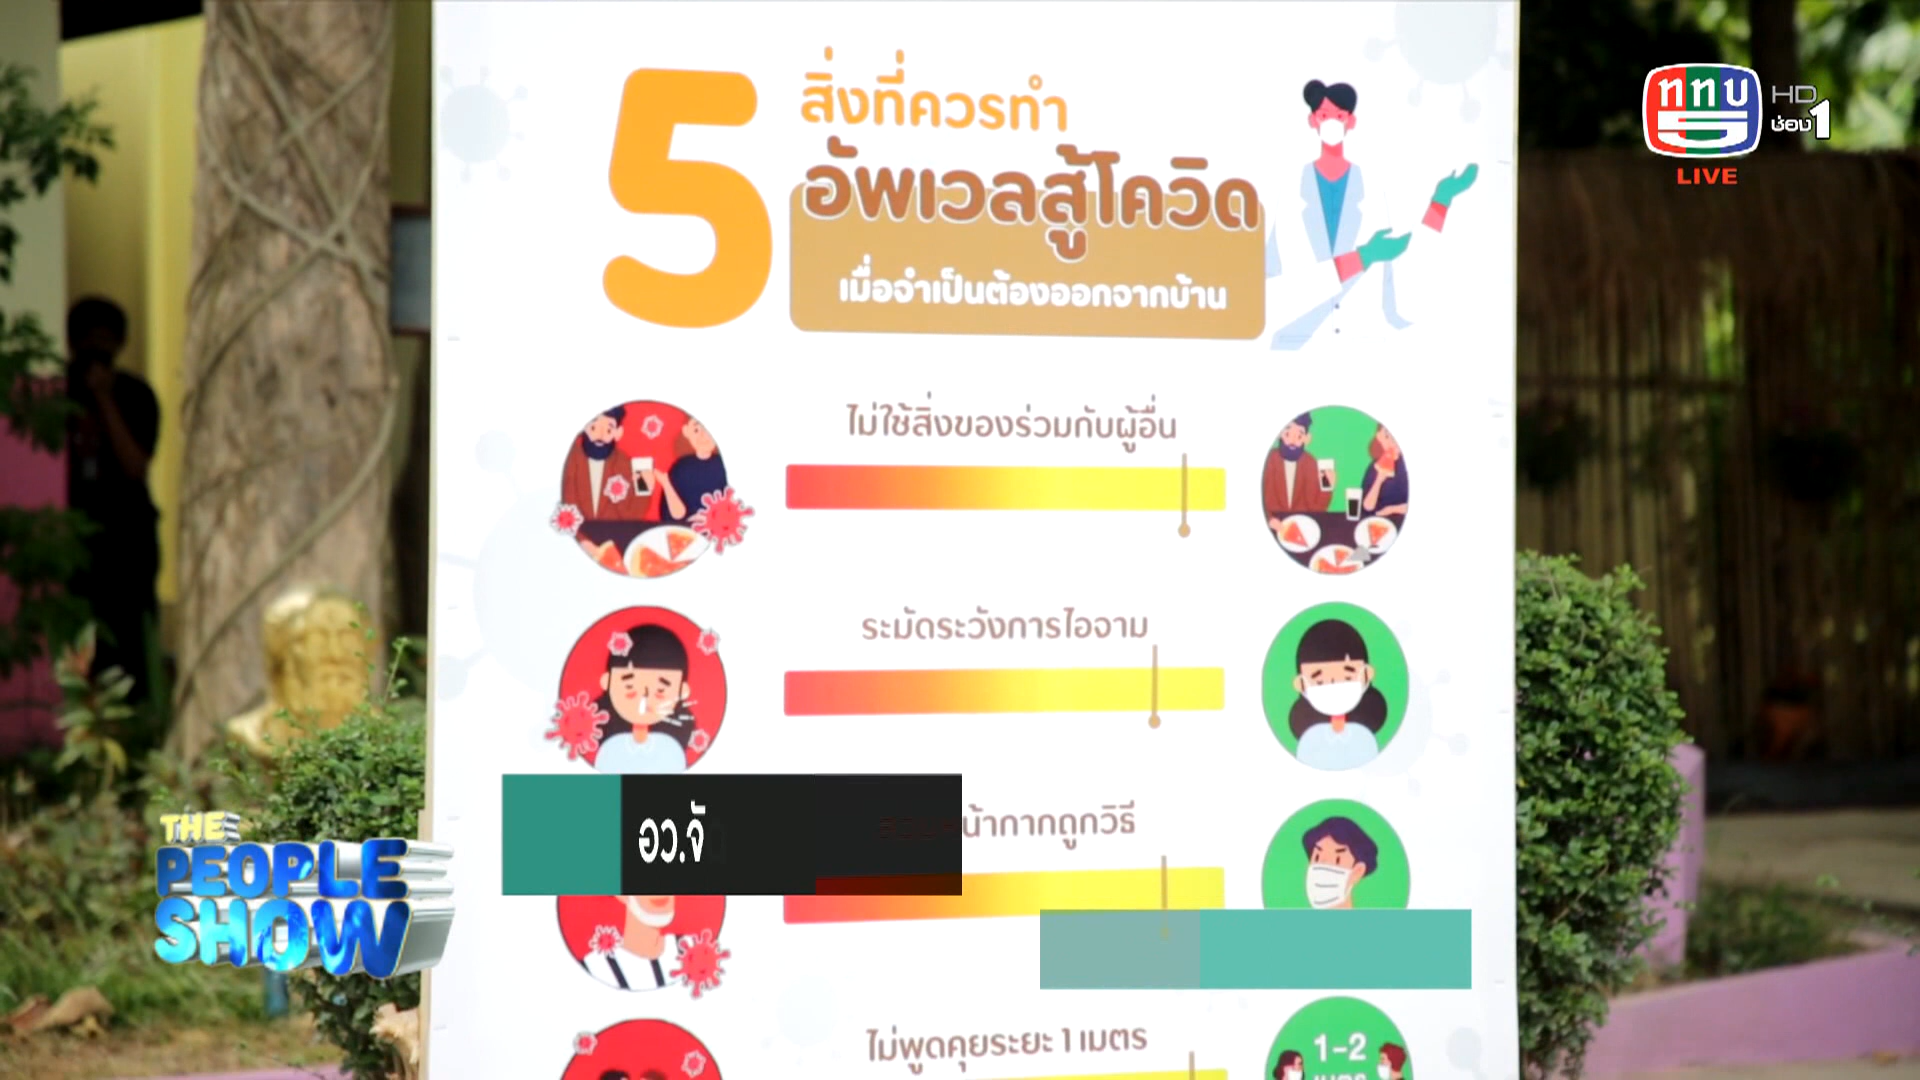 5
สิ่งที่ควรทำ
อัพเวลสู้โควิด
เมื่อจำเป็นต้องออกจากบ้าน
ททบ
5
HD
ช่อง1
LIVE
ไม่ใช้สิ่งของร่วมกับผู้อื่น
ระมัดระวังการไอจาม
หน้ากากถูกวิธี
อว.จั
THE
PEOPLE
SHOW
ไม่พูดคุยระยะ 1 เมตร
1-2